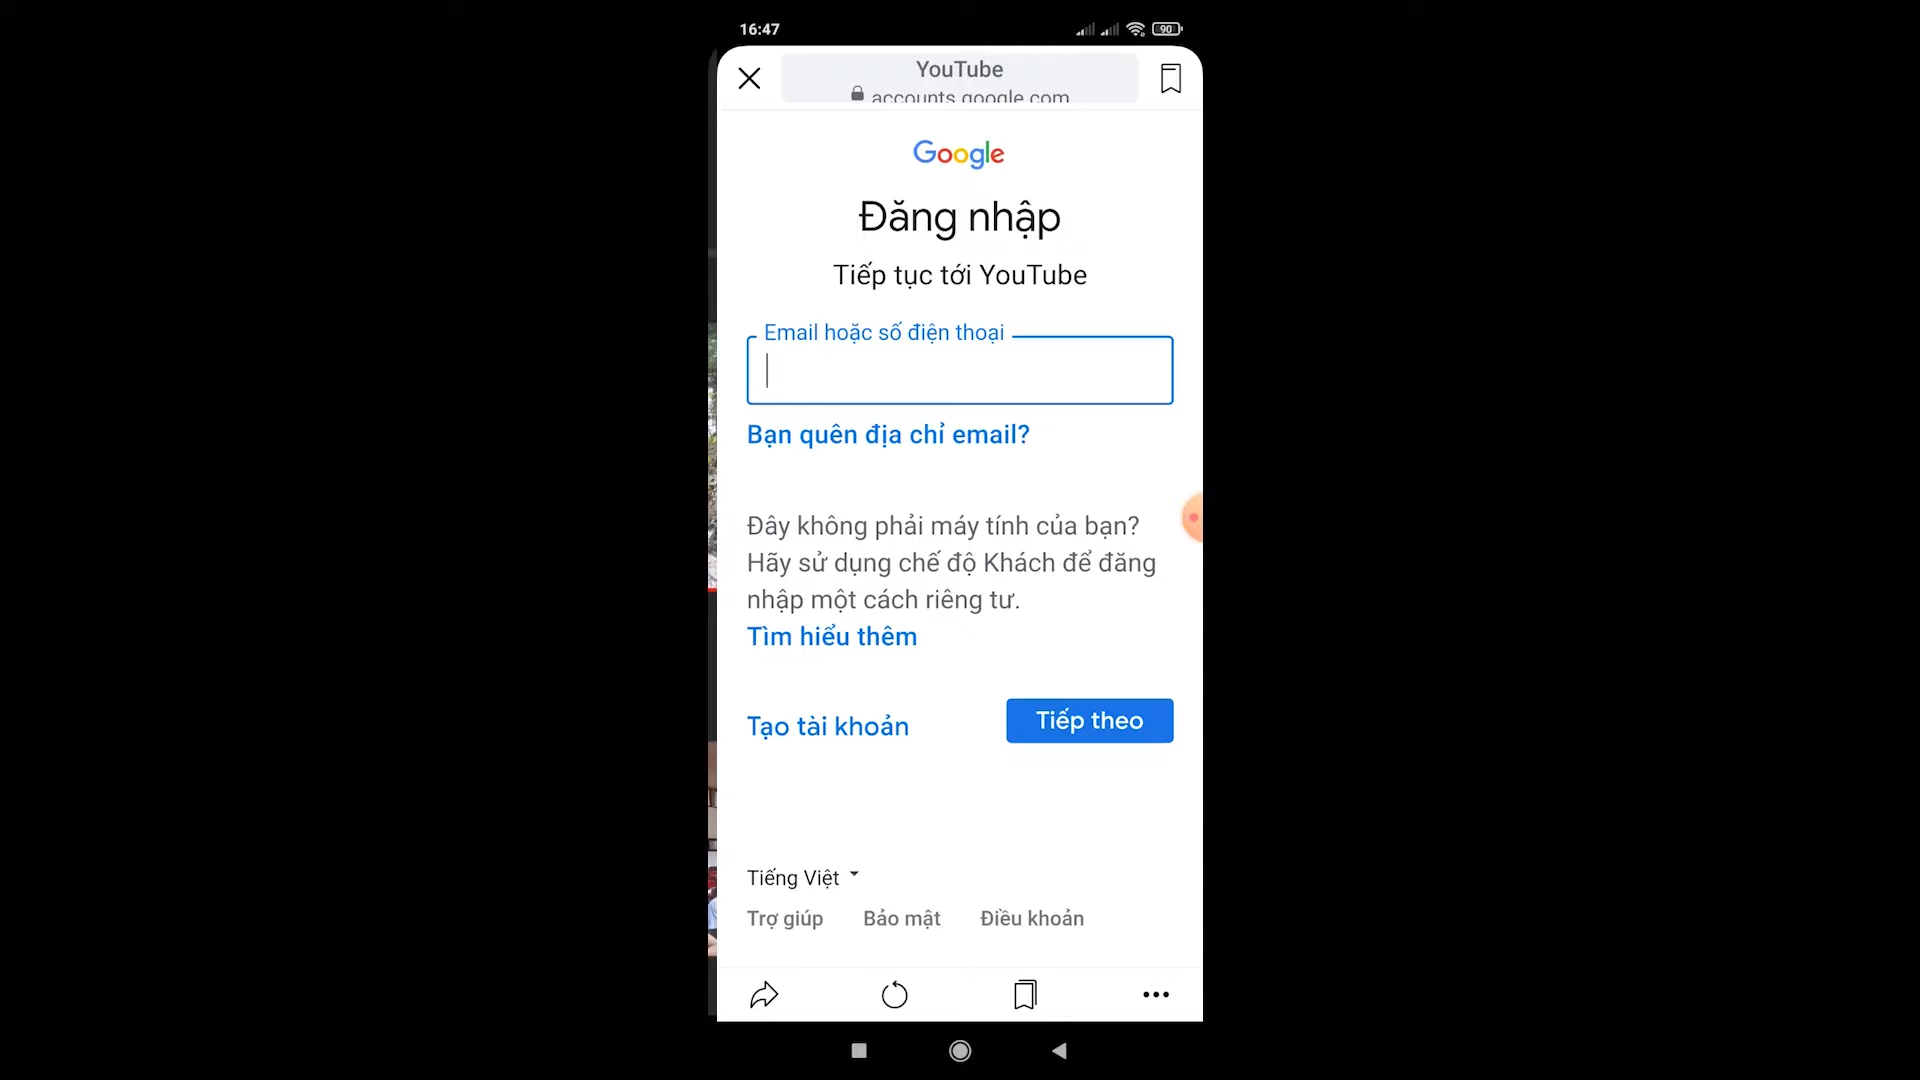 16:47
90
YouTube
accounts.google.com
Google
Đăng nhập
Tiếp tục tới YouTube
Email hoặc số điện thoại
Bạn quên địa chỉ email?
Đây không phải máy tính của bạn?
Hãy sử dụng chế độ Khách để đăng
nhập một cách riêng tư.
Tìm hiểu thêm
Tạo tài khoản
Tiếp theo
Tiếng Việt
Trợ giúp Bảo mật Điều khoản